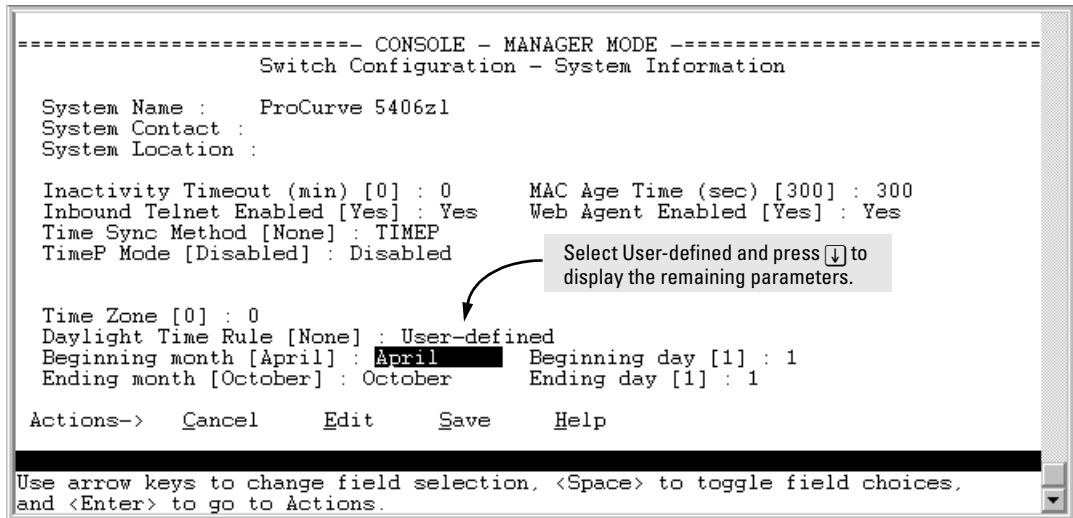 ===========================- CONSOLE - MANAGER MODE -============================
Switch Configuration - System Information
System Name : ProCurve 5406zl
System Contact :
System Location :
Inactivity Timeout (min) [0] : 0 MAC Age Time (sec) [300] : 300
Inbound Telnet Enabled [Yes] : Yes Web Agent Enabled [Yes] : Yes
Time Sync Method [None] : TIMEP
TimeP Mode [Disabled] : Disabled
Select User-defined and press ↓ to
display the remaining parameters.
Time Zone [0] : 0
Daylight Time Rule [None] : User-defined
Beginning month [April] : April Beginning day [1] : 1
Ending month [October] : October Ending day [1] : 1
Actions-> Cancel Edit Save Help
Use arrow keys to change field selection, <Space> to toggle field choices,
and <Enter> to go to Actions.